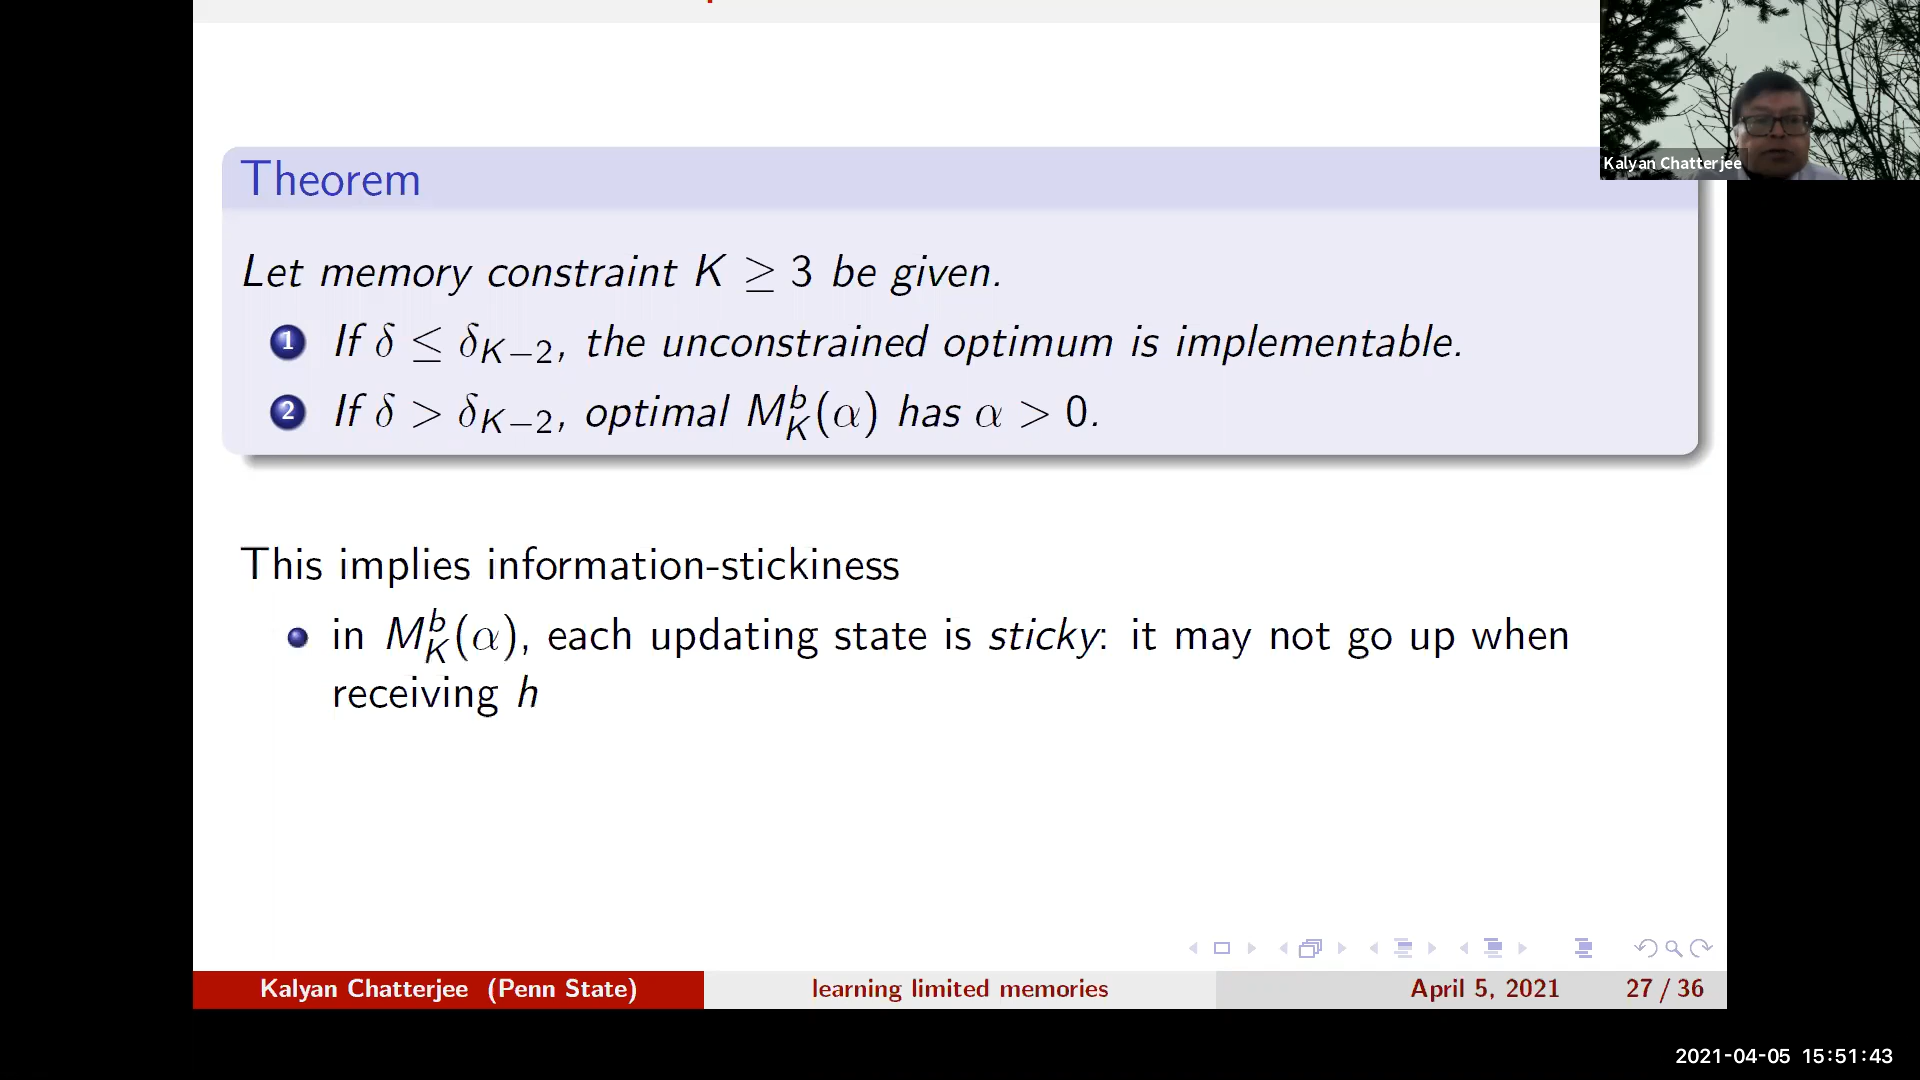 Kalyan Chatterjee
Theorem
Let memory constraint K ≥ 3 be given.
1 If δ ≤ δ_{K−2}, the unconstrained optimum is implementable.
2 If δ > δ_{K−2}, optimal M_K^b(α) has α > 0.
This implies information-stickiness
in M_K^b(α), each updating state is sticky: it may not go up when
receiving h
Kalyan Chatterjee (Penn State) learning limited memories April 5, 2021 27 / 36
2021-04-05 15:51:43